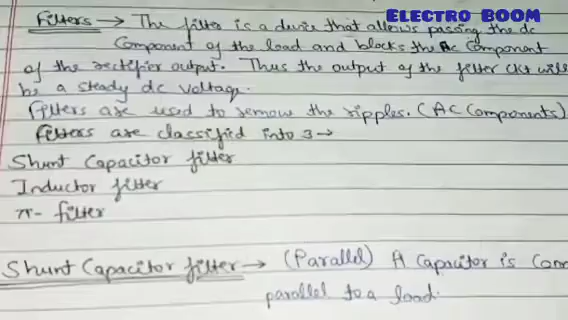 ELECTRO BOOM
Filters → The filter is a device that allows passing the dc
Component of the load and blocks the Ac Component
of the rectifier output. Thus the output of the filter ckt will
be a steady dc voltage.
Filters are used to remove the ripples. (AC Components)
Filters are classified into 3 →
Shunt Capacitor filter
Inductor filter
π- filter
Shunt Capacitor filter → (Parallel) A Capacitor is Conn
parallel to a load.